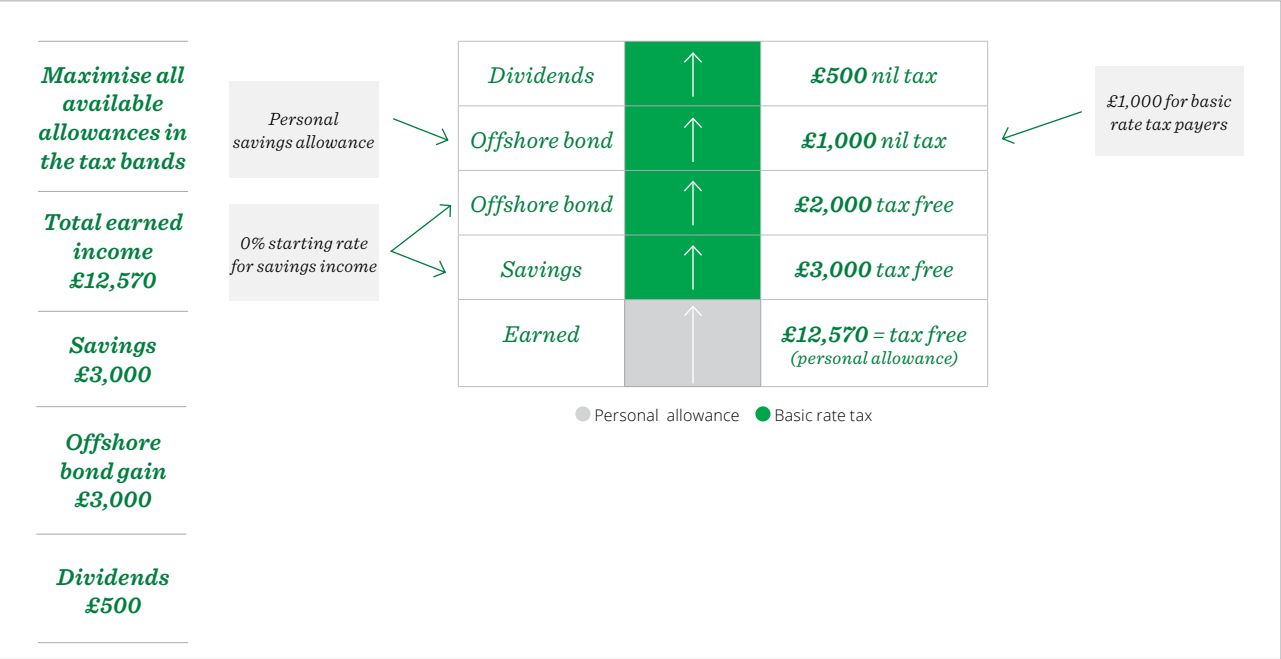 Maximise all
available
allowances in
the tax bands
Total earned
income
£12,570
Savings
£3,000
Offshore
bond gain
£3,000
Dividends
£500
Personal
savings allowance
0% starting rate
for savings income
Dividends
£500 nil tax
Offshore bond
£1,000 nil tax
Offshore bond
£2,000 tax free
Savings
£3,000 tax free
Earned
£12,570 = tax free
(personal allowance)
Personal allowance
Basic rate tax
£1,000 for basic
rate tax payers